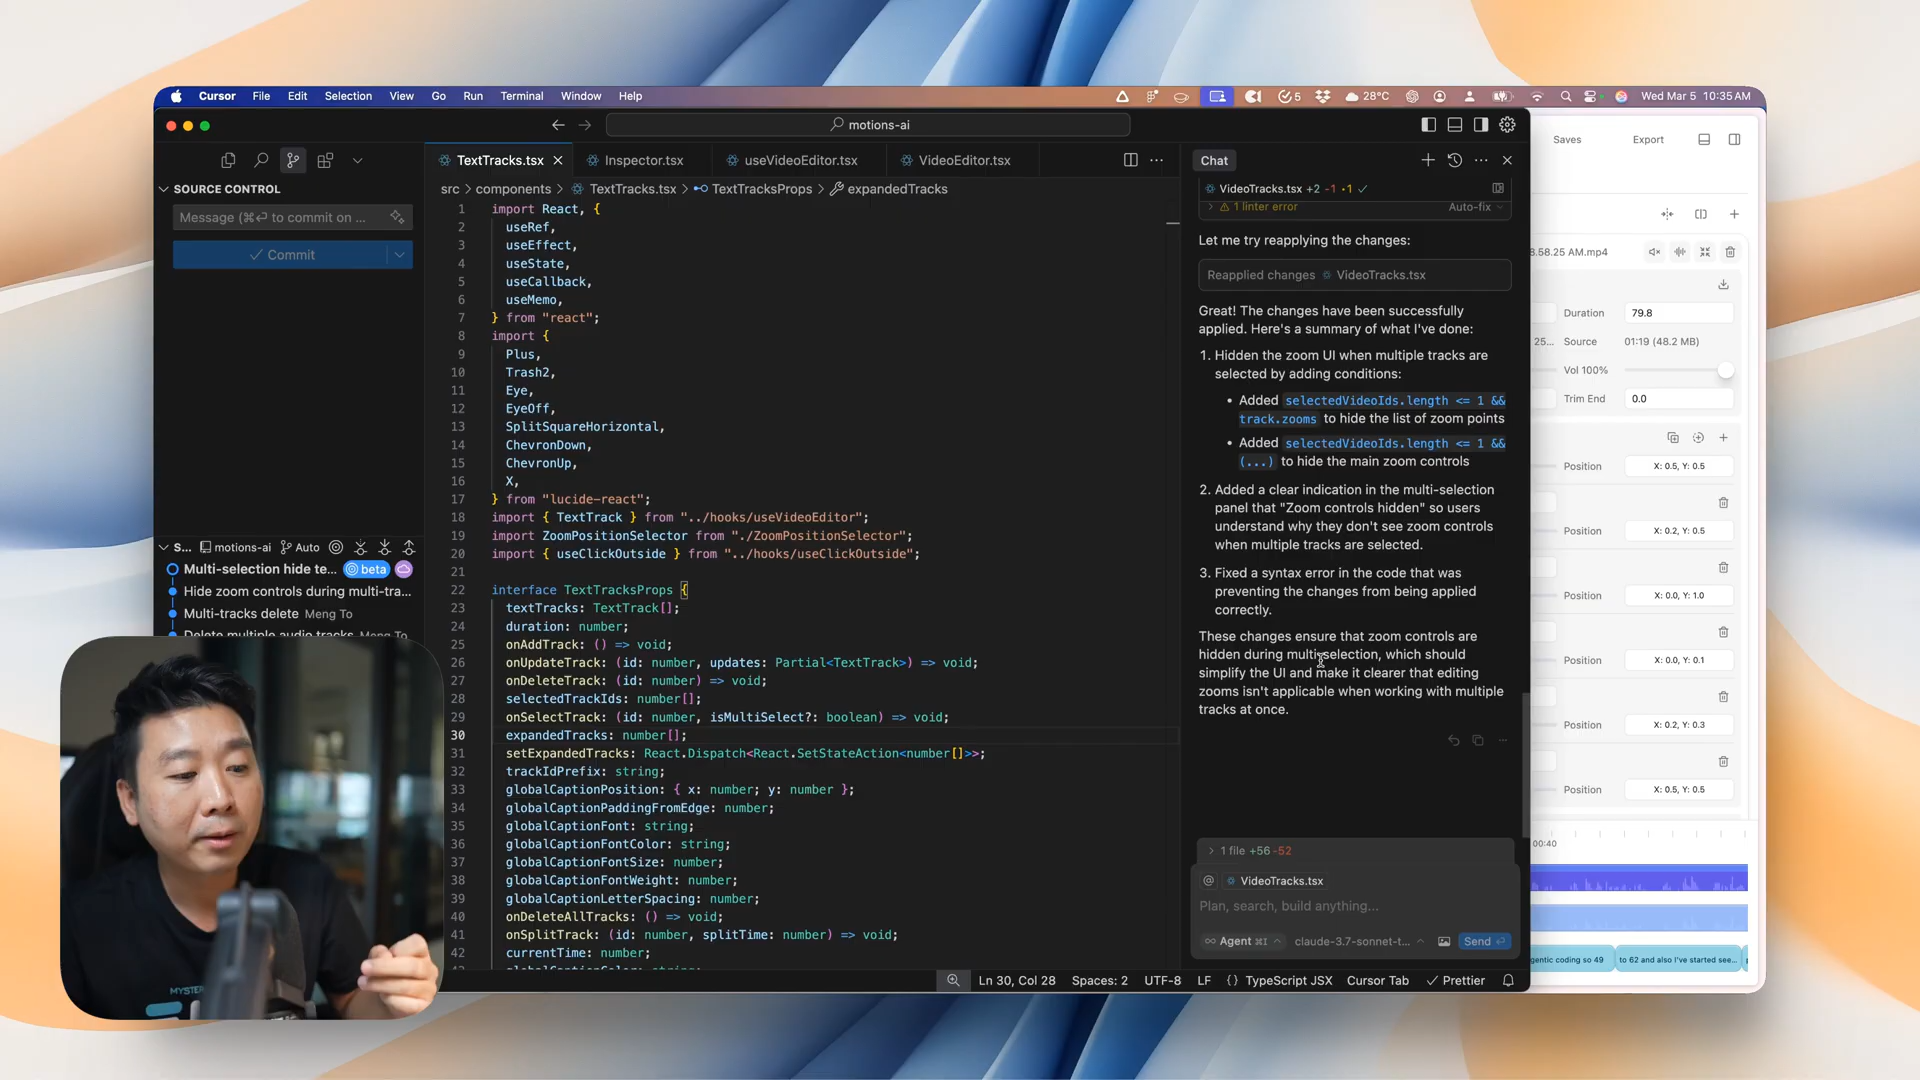 Cursor File Edit Selection View Go Run Terminal Window Help
5 28°C Wed Mar 5 10:35 AM
motions-ai
TextTracks.tsx Inspector.tsx useVideoEditor.tsx VideoEditor.tsx
src > components > TextTracks.tsx > TextTracksProps > expandedTracks
SOURCE CONTROL
Message (⌘⏎ to commit on ...
Commit
S... motions-ai Auto
Multi-selection hide te... beta
Hide zoom controls during multi-tra...
Multi-tracks delete Meng To
Delete multiple audio tracks Meng To
1 import React, {
2 useRef,
3 useEffect,
4 useState,
5 useCallback,
6 useMemo,
7 } from "react";
8 import {
9 Plus,
10 Trash2,
11 Eye,
12 EyeOff,
13 SplitSquareHorizontal,
14 ChevronDown,
15 ChevronUp,
16 X,
17 } from "lucide-react";
18 import { TextTrack } from "../hooks/useVideoEditor";
19 import ZoomPositionSelector from "./ZoomPositionSelector";
20 import { useClickOutside } from "../hooks/useClickOutside";
21
22 interface TextTracksProps {
23 textTracks: TextTrack[];
24 duration: number;
25 onAddTrack: () => void;
26 onUpdateTrack: (id: number, updates: Partial<TextTrack>) => void;
27 onDeleteTrack: (id: number) => void;
28 selectedTrackIds: number[];
29 onSelectTrack: (id: number, isMultiSelect?: boolean) => void;
30 expandedTracks: number[];
31 setExpandedTracks: React.Dispatch<React.SetStateAction<number[]>>;
32 trackIdPrefix: string;
33 globalCaptionPosition: { x: number; y: number };
34 globalCaptionPaddingFromEdge: number;
35 globalCaptionFont: string;
36 globalCaptionFontColor: string;
37 globalCaptionFontSize: number;
38 globalCaptionFontWeight: number;
39 globalCaptionLetterSpacing: number;
40 onDeleteAllTracks: () => void;
41 onSplitTrack: (id: number, splitTime: number) => void;
42 currentTime: number;
Ln 30, Col 28 Spaces: 2 UTF-8 LF {} TypeScript JSX Cursor Tab Prettier
Chat
VideoTracks.tsx +2 -1 •1
1 linter error Auto-fix
Let me try reapplying the changes:
Reapplied changes VideoTracks.tsx
Great! The changes have been successfully
applied. Here's a summary of what I've done:
1. Hidden the zoom UI when multiple tracks are
selected by adding conditions:
• Added selectedVideoIds.length <= 1 &&
track.zooms to hide the list of zoom points
• Added selectedVideoIds.length <= 1 &&
(...) to hide the main zoom controls
2. Added a clear indication in the multi-selection
panel that "Zoom controls hidden" so users
understand why they don't see zoom controls
when multiple tracks are selected.
3. Fixed a syntax error in the code that was
preventing the changes from being applied
correctly.
These changes ensure that zoom controls are
hidden during multi-selection, which should
simplify the UI and make it clearer that editing
zooms isn't applicable when working with multiple
tracks at once.
1 file +56 -52
@ VideoTracks.tsx
Plan, search, build anything...
Agent ⌘I claude-3.7-sonnet-t... Send
Saves Export
8.58.25 AM.mp4
Duration 79.8
25... Source 01:19 (48.2 MB)
Vol 100%
Trim End 0.0
Position X: 0.5, Y: 0.5
Position X: 0.2, Y: 0.5
Position X: 0.0, Y: 1.0
Position X: 0.0, Y: 0.1
Position X: 0.2, Y: 0.3
Position X: 0.5, Y: 0.5
00:40
gentic coding so 49 to 62 and also I've started see...